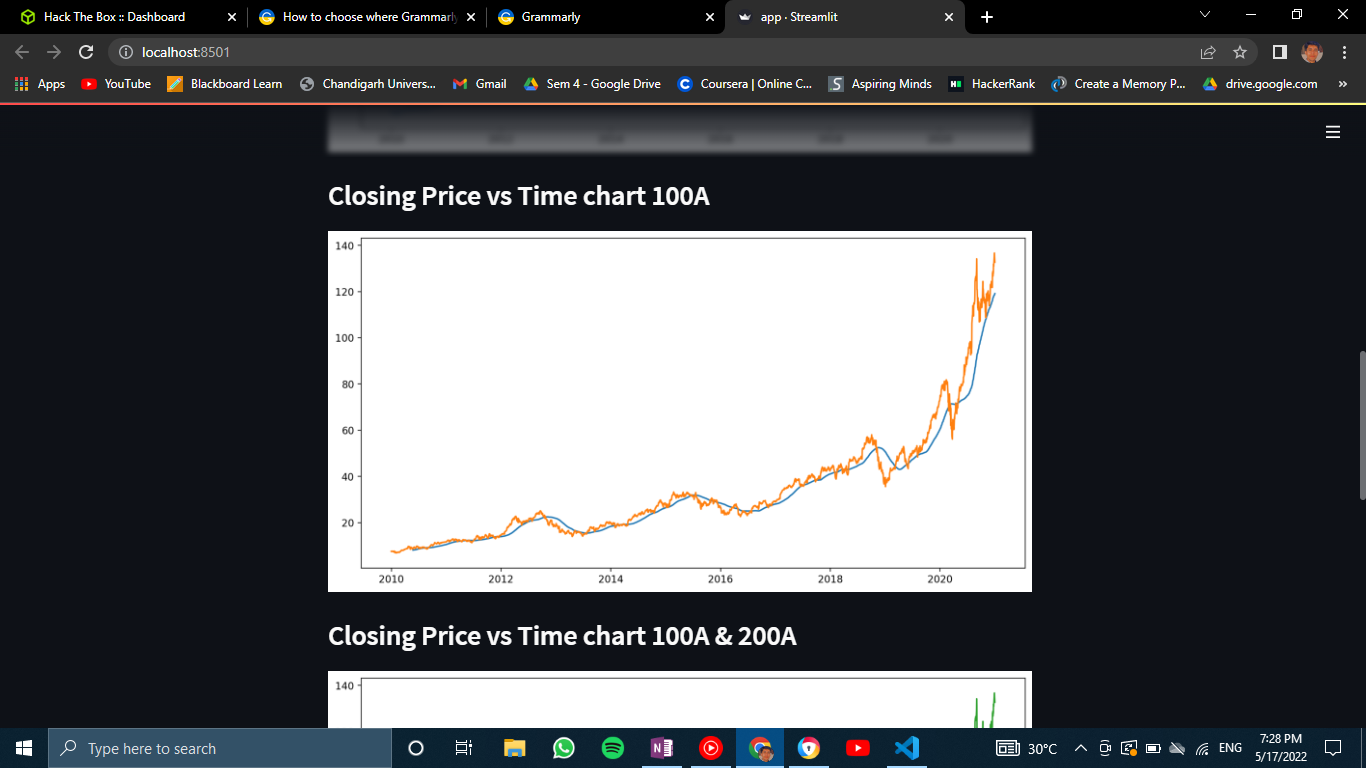 Hack The Box :: Dashboard
How to choose where Grammarly
Grammarly
app · Streamlit
localhost:8501
Apps
YouTube
Blackboard Learn
Chandigarh Univers...
Gmail
Sem 4 - Google Drive
Coursera | Online C...
Aspiring Minds
HackerRank
Create a Memory P...
drive.google.com
»
Closing Price vs Time chart 100A
140
120
100
80
60
40
20
2010 2012 2014 2016 2018 2020
Closing Price vs Time chart 100A & 200A
140
Type here to search
30°C
ENG
7:28 PM
5/17/2022